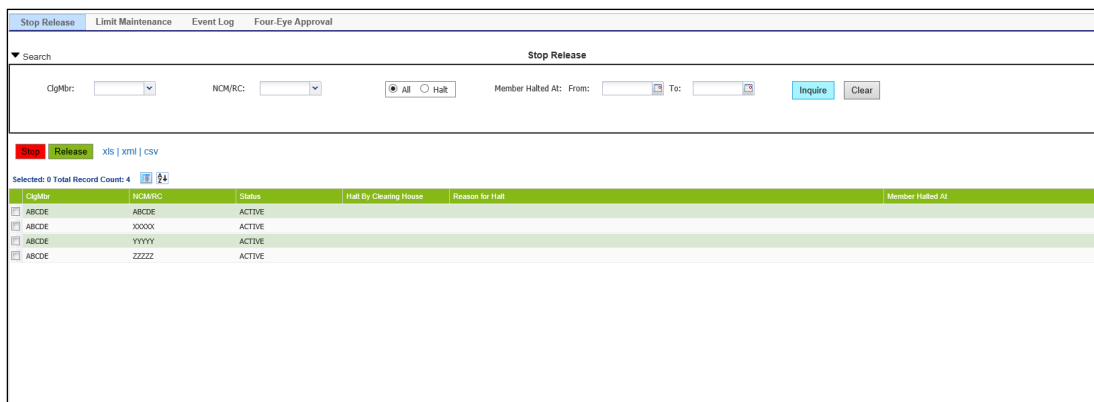 Stop Release Limit Maintenance Event Log Four-Eye Approval
Search Stop Release
ClgMbr: NCM/RC: All Halt Member Halted At: From: To: Inquire Clear
Stop Release xls | xml | csv
Selected: 0 Total Record Count: 4
ClgMbr NCM/RC Status Halt By Clearing House Reason for Halt Member Halted At
ABCDE ABCDE ACTIVE
ABCDE XXXXX ACTIVE
ABCDE YYYYY ACTIVE
ABCDE ZZZZZ ACTIVE